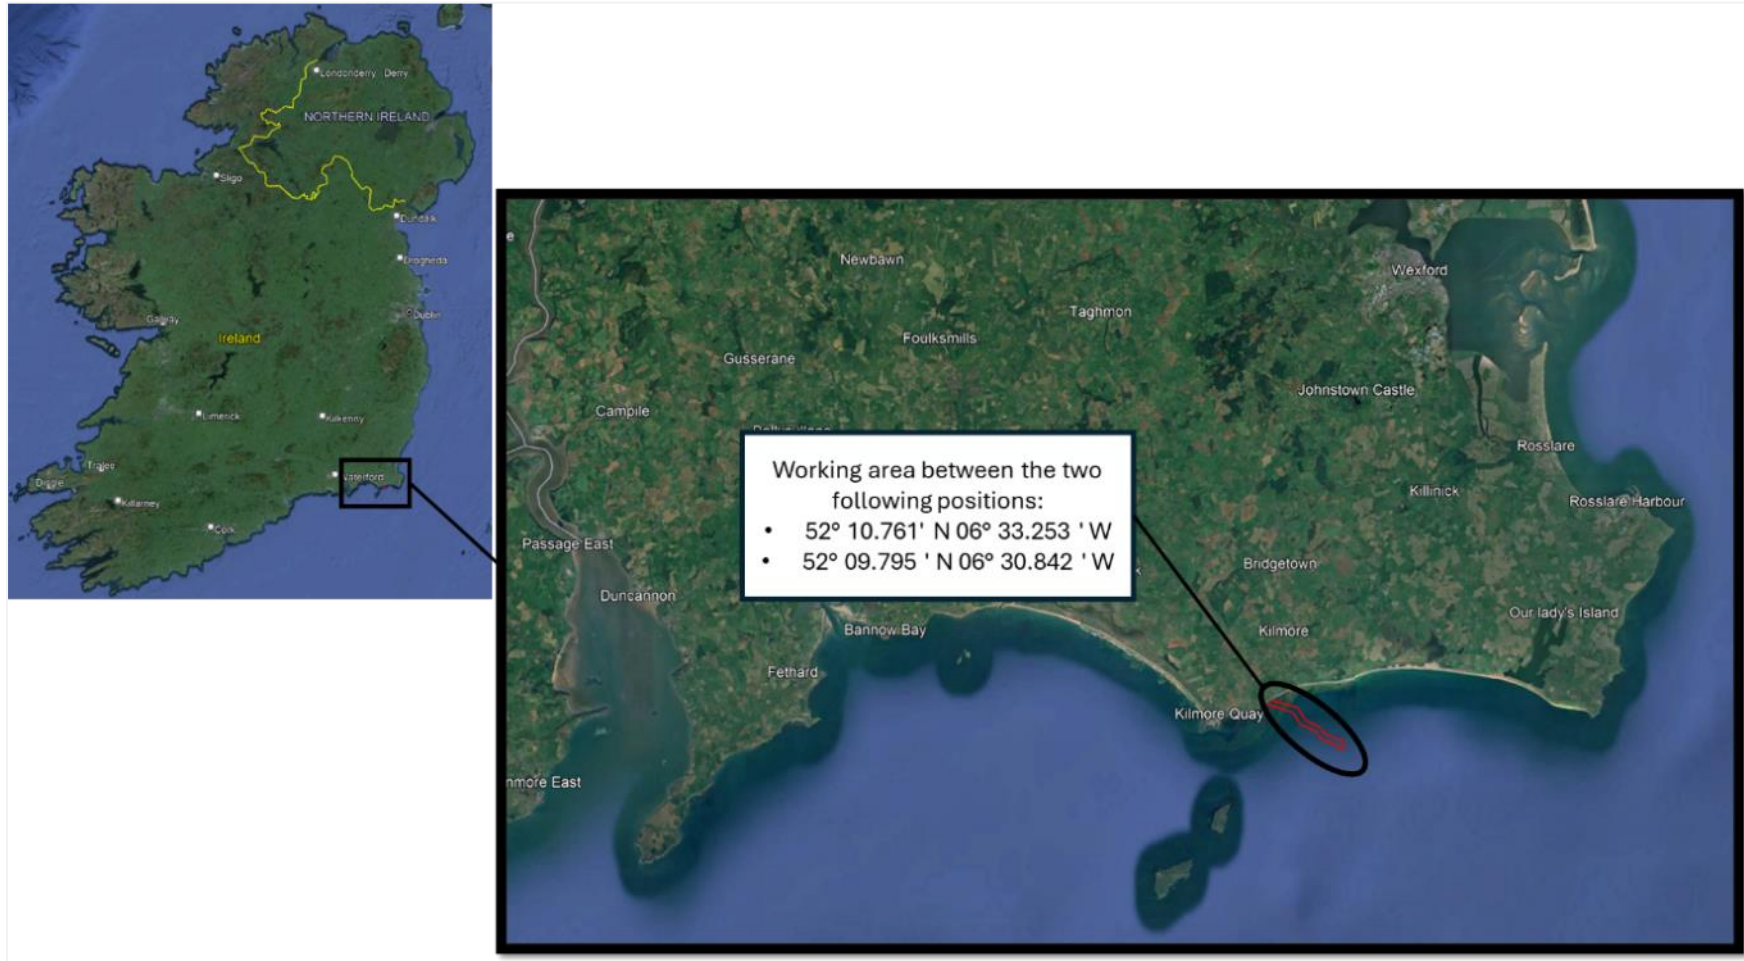 Londonderry Derry
NORTHERN IRELAND
Sligo
Dundalk
Drogheda
Galway
Dublin
Ireland
Limerick
Kilkenny
Tralee
Dingle
aterford
Killarney
Cork
e
Newbawn
Wexford
Taghmon
Foulksmills
Gusserane
Johnstown Castle
Campile
Rosslare
Working area between the two
following positions:
• 52° 10.761' N 06° 33.253 ' W
• 52° 09.795 ' N 06° 30.842 ' W
Killinick
Rosslare Harbour
Passage East
k
Bridgetown
Duncannon
Our lady's Island
Bannow Bay
Kilmore
Fethard
Kilmore Quay
nmore East